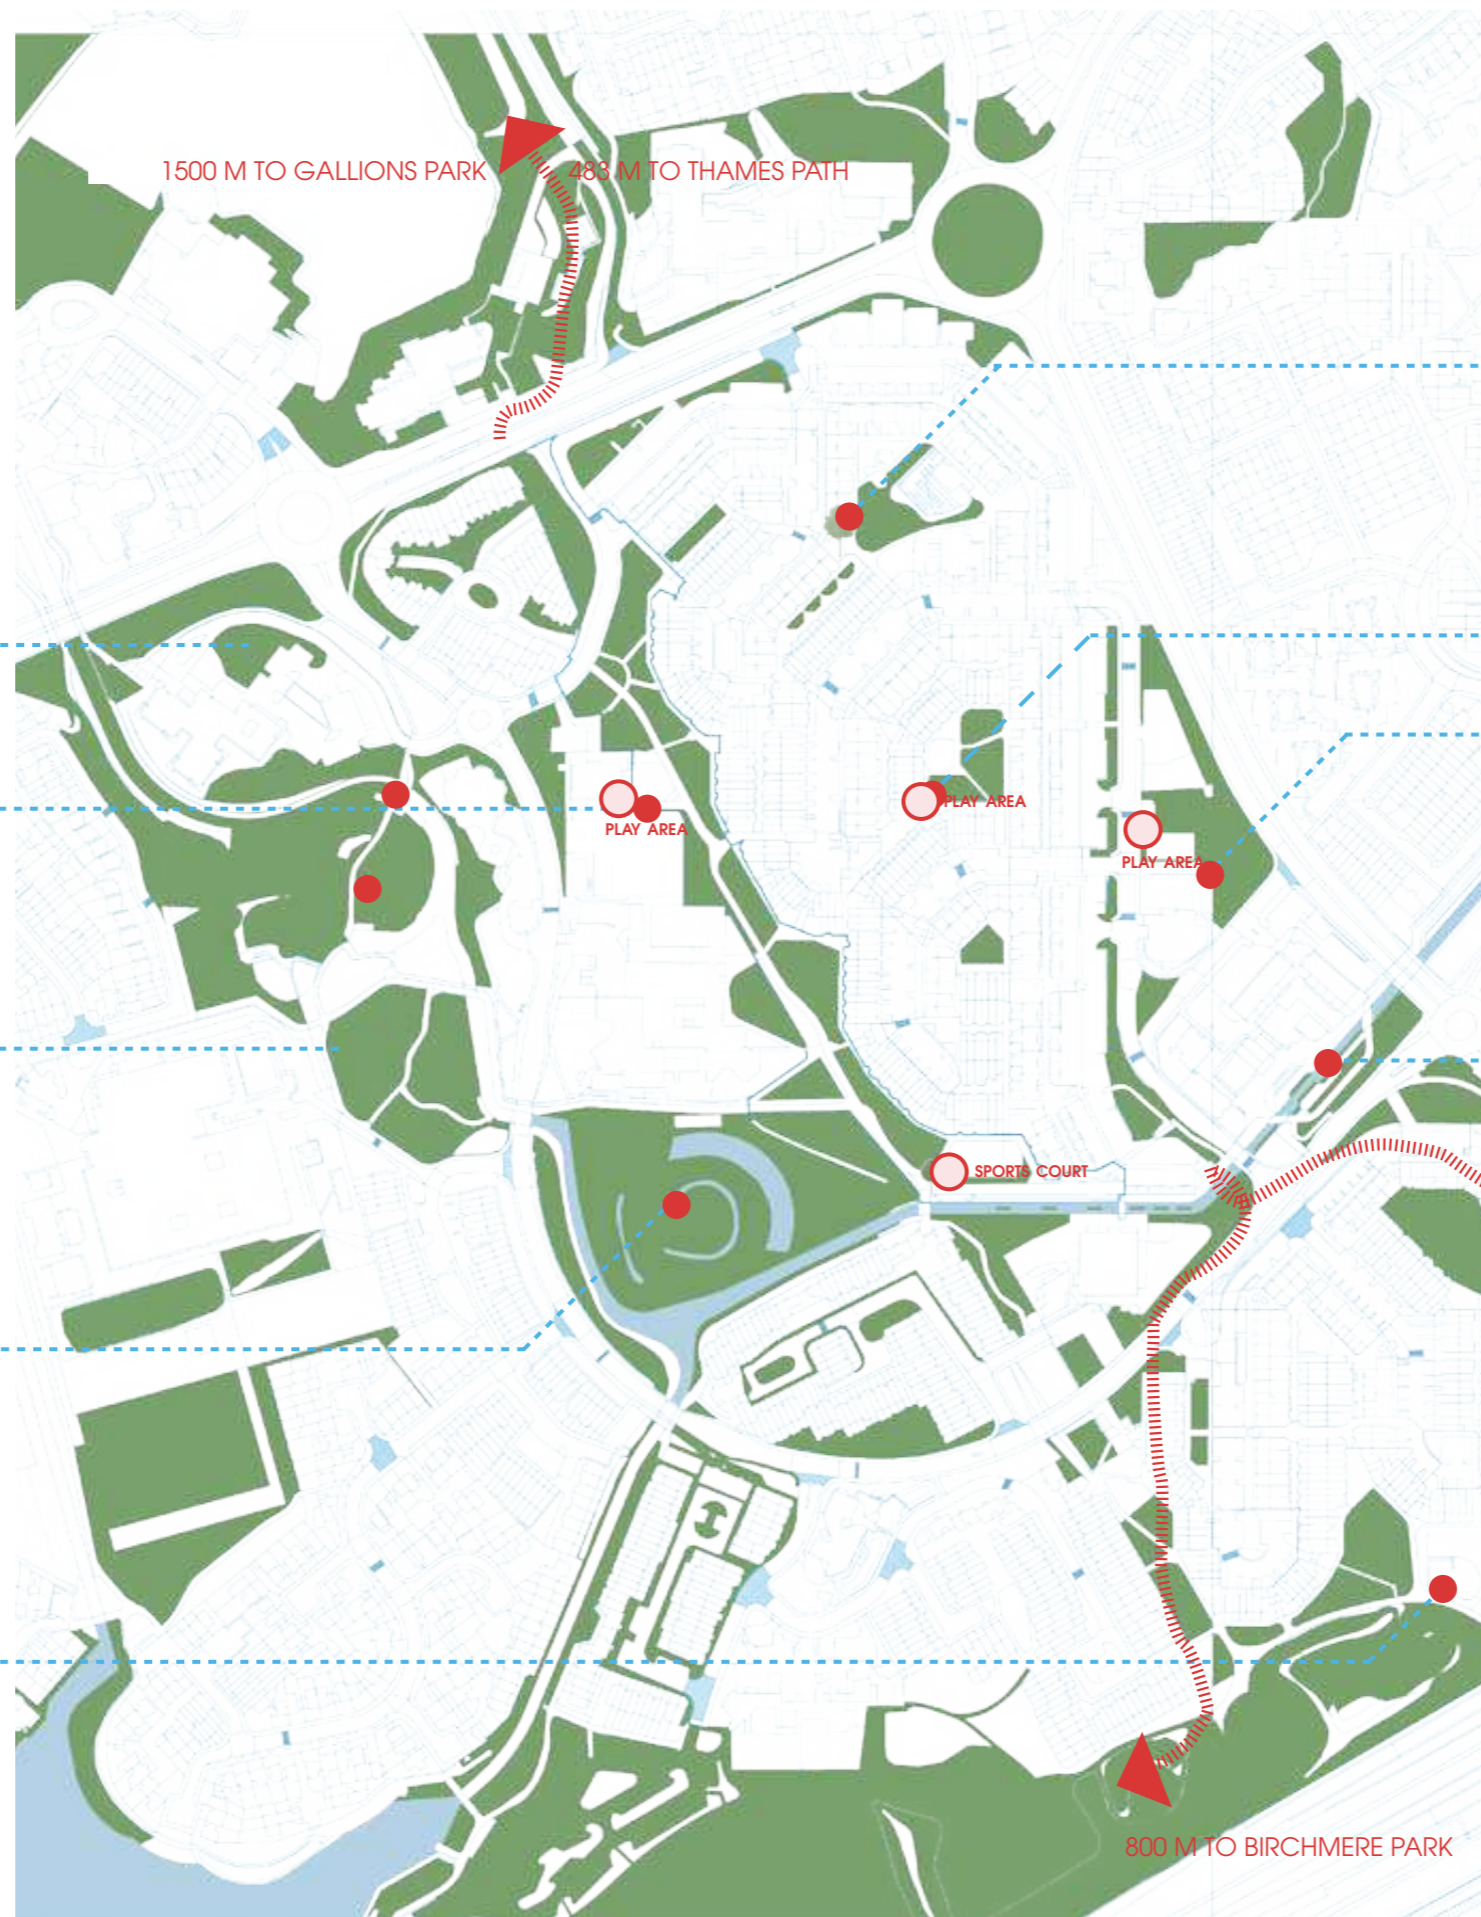 1500 M TO GALLIONS PARK
483 M TO THAMES PATH
PLAY AREA
PLAY AREA
PLAY AREA
SPORTS COURT
800 M TO BIRCHMERE PARK